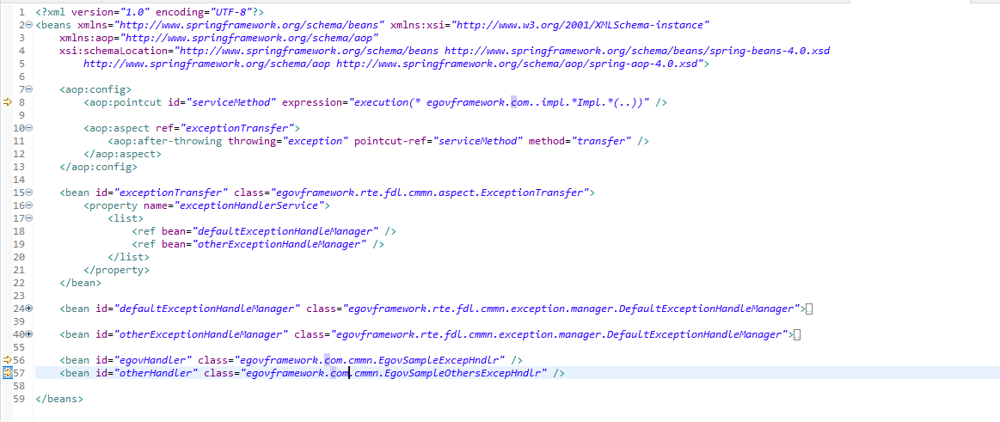 1 <?xml version="1.0" encoding="UTF-8"?>
2 <beans xmlns="http://www.springframework.org/schema/beans" xmlns:xsi="http://www.w3.org/2001/XMLSchema-instance"
3     xmlns:aop="http://www.springframework.org/schema/aop"
4     xsi:schemaLocation="http://www.springframework.org/schema/beans http://www.springframework.org/schema/beans/spring-beans-4.0.xsd
5         http://www.springframework.org/schema/aop http://www.springframework.org/schema/aop/spring-aop-4.0.xsd">
6
7     <aop:config>
8         <aop:pointcut id="serviceMethod" expression="execution(* egovframework.com..impl.*Impl.*(..))" />
9
10         <aop:aspect ref="exceptionTransfer">
11             <aop:after-throwing throwing="exception" pointcut-ref="serviceMethod" method="transfer" />
12         </aop:aspect>
13     </aop:config>
14
15     <bean id="exceptionTransfer" class="egovframework.rte.fdl.cmmn.aspect.ExceptionTransfer">
16         <property name="exceptionHandlerService">
17             <list>
18                 <ref bean="defaultExceptionHandleManager" />
19                 <ref bean="otherExceptionHandleManager" />
20             </list>
21         </property>
22     </bean>
23
24     <bean id="defaultExceptionHandleManager" class="egovframework.rte.fdl.cmmn.exception.manager.DefaultExceptionHandleManager">
39
40     <bean id="otherExceptionHandleManager" class="egovframework.rte.fdl.cmmn.exception.manager.DefaultExceptionHandleManager">
55
56     <bean id="egovHandler" class="egovframework.com.cmmn.EgovSampleExcepHndlr" />
57     <bean id="otherHandler" class="egovframework.com.cmmn.EgovSampleOthersExcepHndlr" />
58
59 </beans>